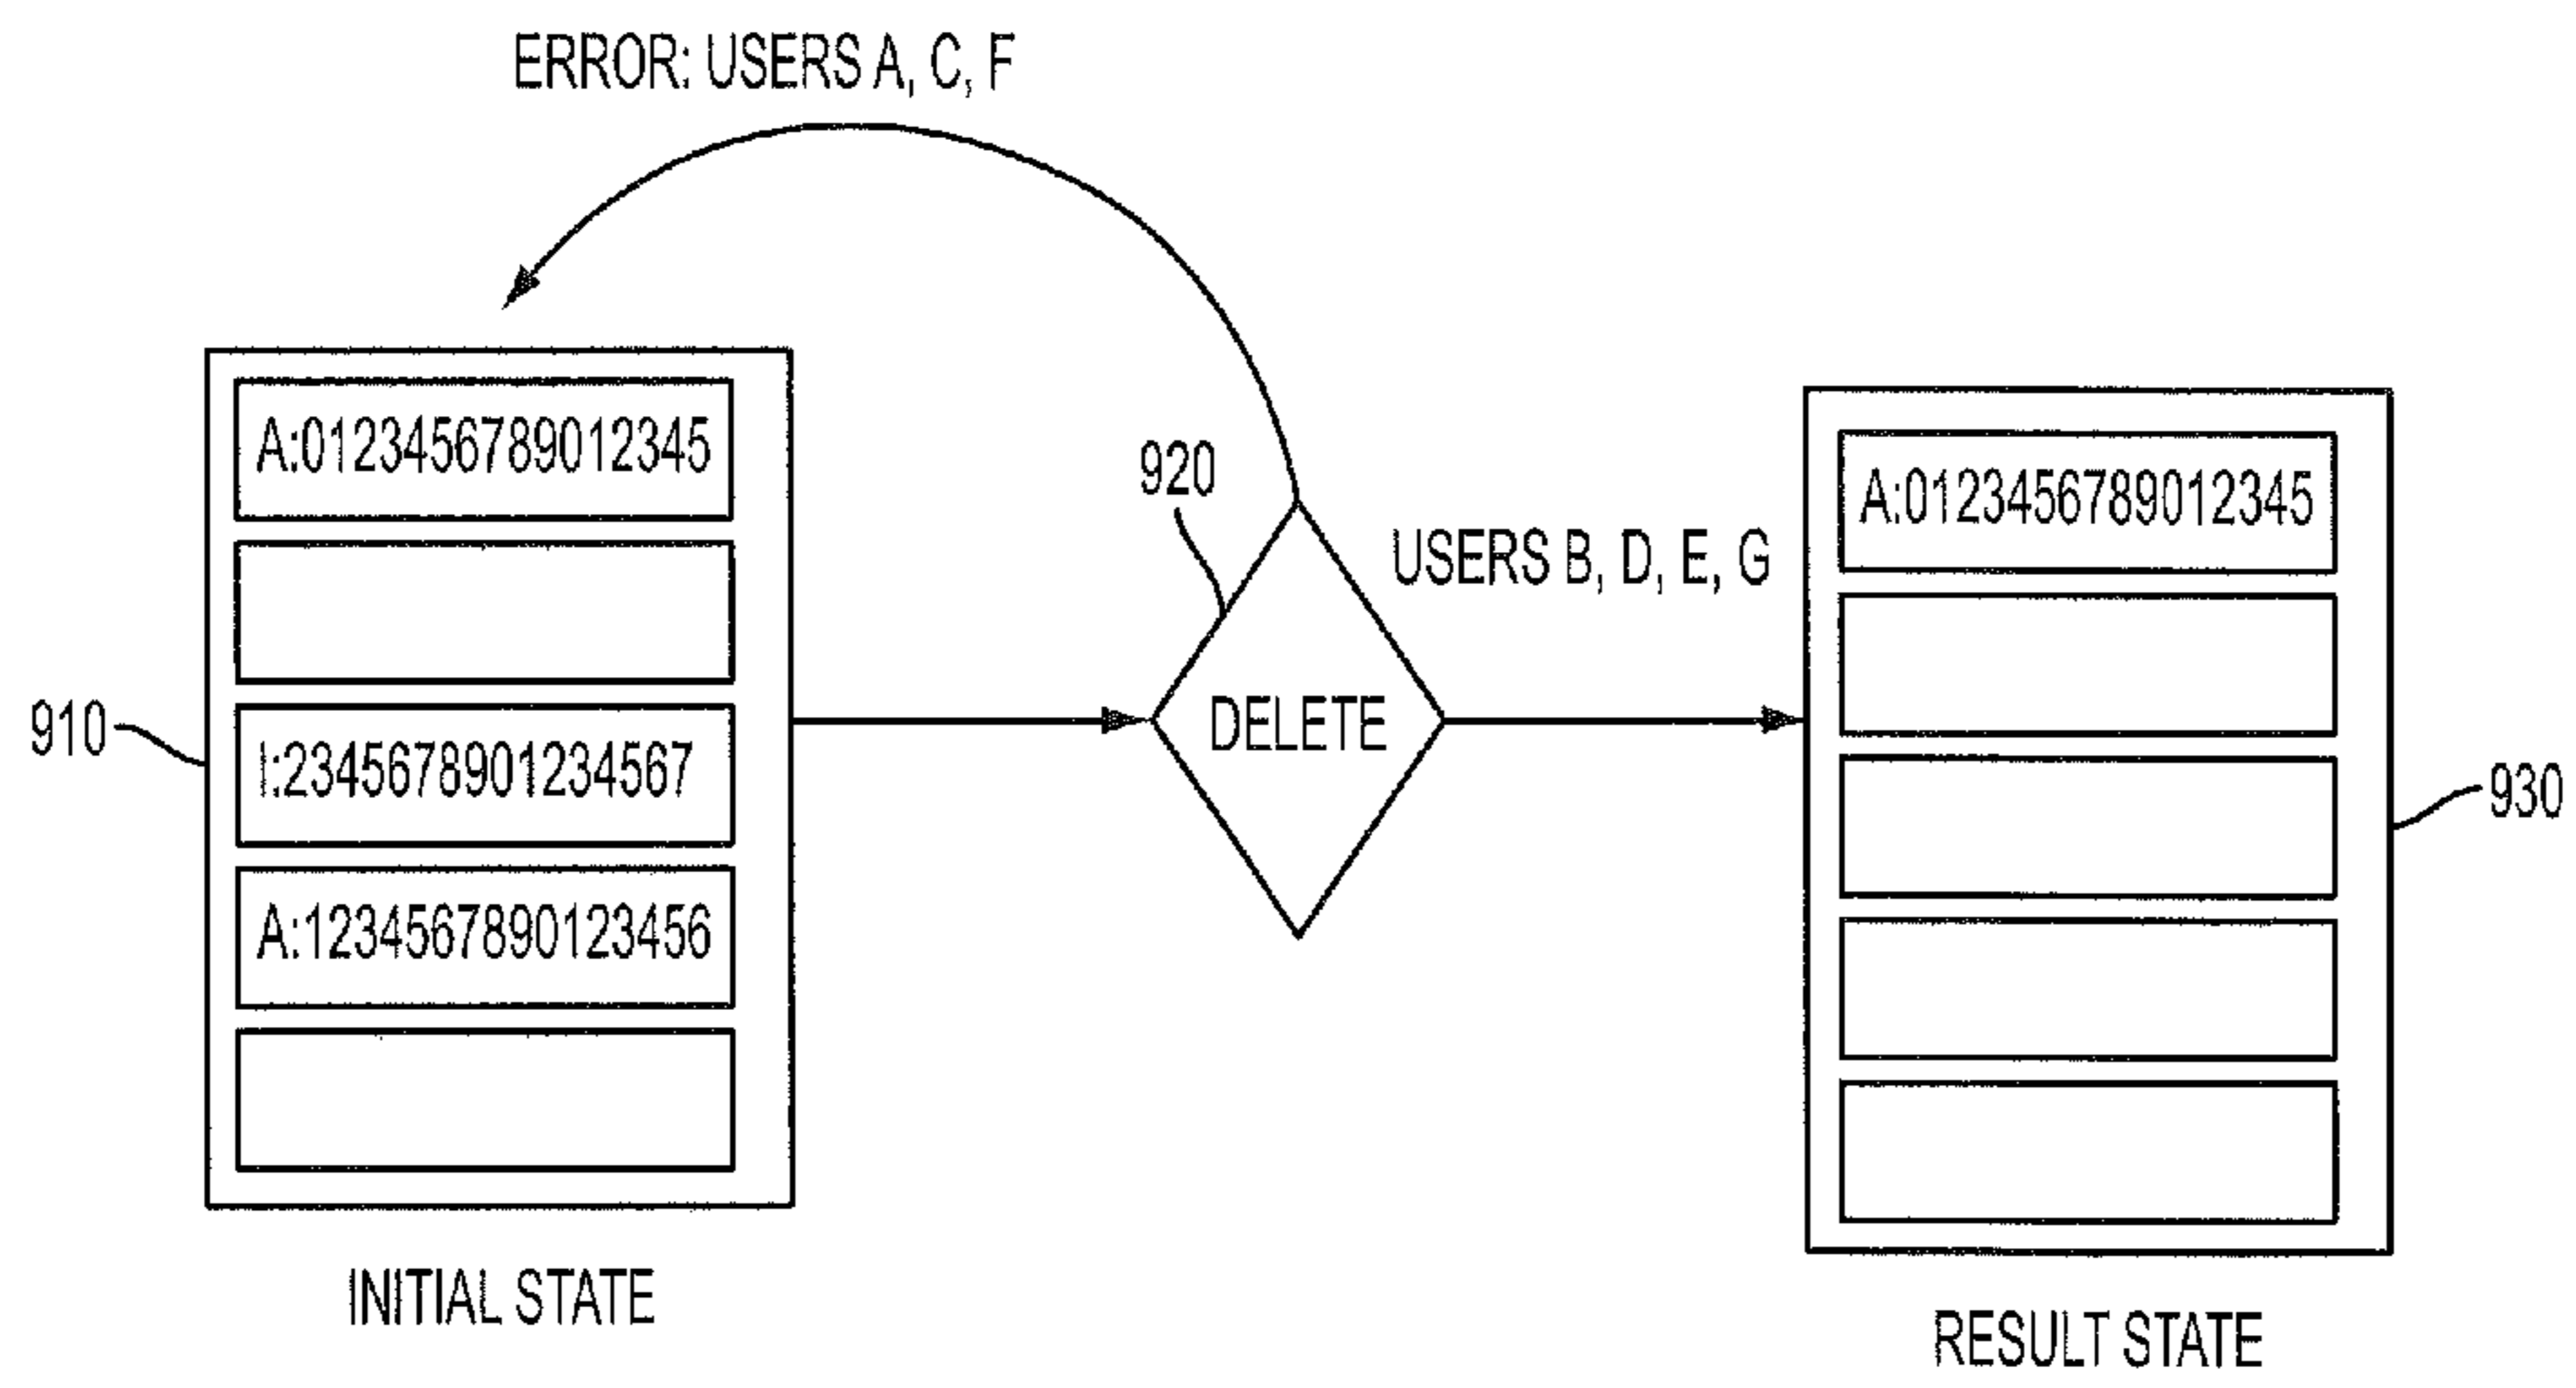 ERROR: USERS A, C, F
A:0123456789012345
920
A:0123456789012345
USERS B, D, E, G
910
I:2345678901234567
DELETE
930
A:1234567890123456
INITIAL STATE
RESULT STATE